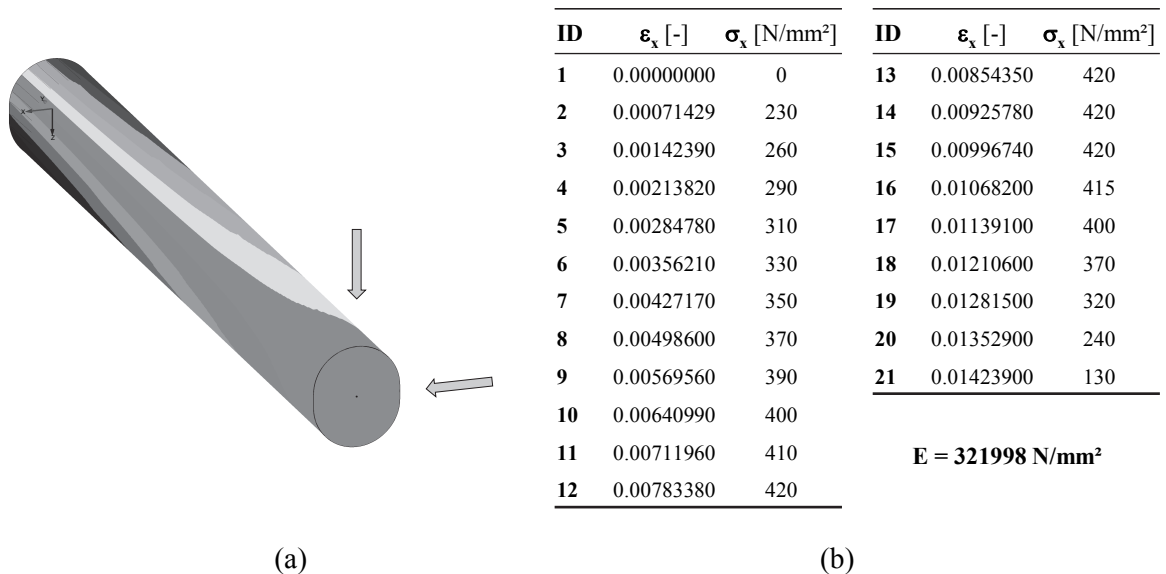 ID εx [-] σx [N/mm²]
1 0.00000000 0
2 0.00071429 230
3 0.00142390 260
4 0.00213820 290
5 0.00284780 310
6 0.00356210 330
7 0.00427170 350
8 0.00498600 370
9 0.00569560 390
10 0.00640990 400
11 0.00711960 410
12 0.00783380 420
ID εx [-] σx [N/mm²]
13 0.00854350 420
14 0.00925780 420
15 0.00996740 420
16 0.01068200 415
17 0.01139100 400
18 0.01210600 370
19 0.01281500 320
20 0.01352900 240
21 0.01423900 130
E = 321998 N/mm²
Y
X
Z
(a)
(b)